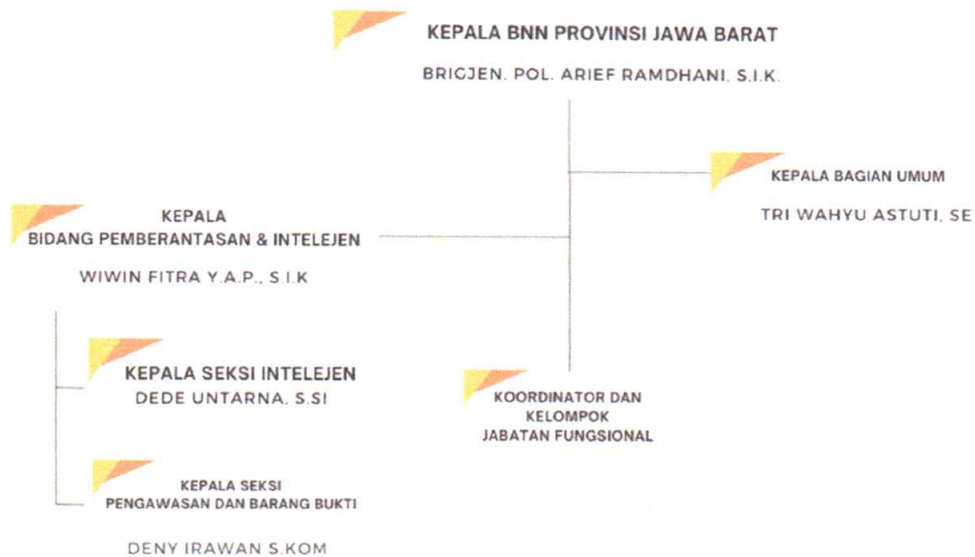 KEPALA BNN PROVINSI JAWA BARAT
BRIGJEN. POL. ARIEF RAMDHANI, S.I.K.
KEPALA BAGIAN UMUM
TRI WAHYU ASTUTI, SE
KEPALA
BIDANG PEMBERANTASAN & INTELEJEN
WIWIN FITRA Y.A.P., S.I.K
KEPALA SEKSI INTELEJEN
DEDE UNTARNA, S.SI
KOORDINATOR DAN
KELOMPOK
JABATAN FUNGSIONAL
KEPALA SEKSI
PENGAWASAN DAN BARANG BUKTI
DENY IRAWAN S.KOM